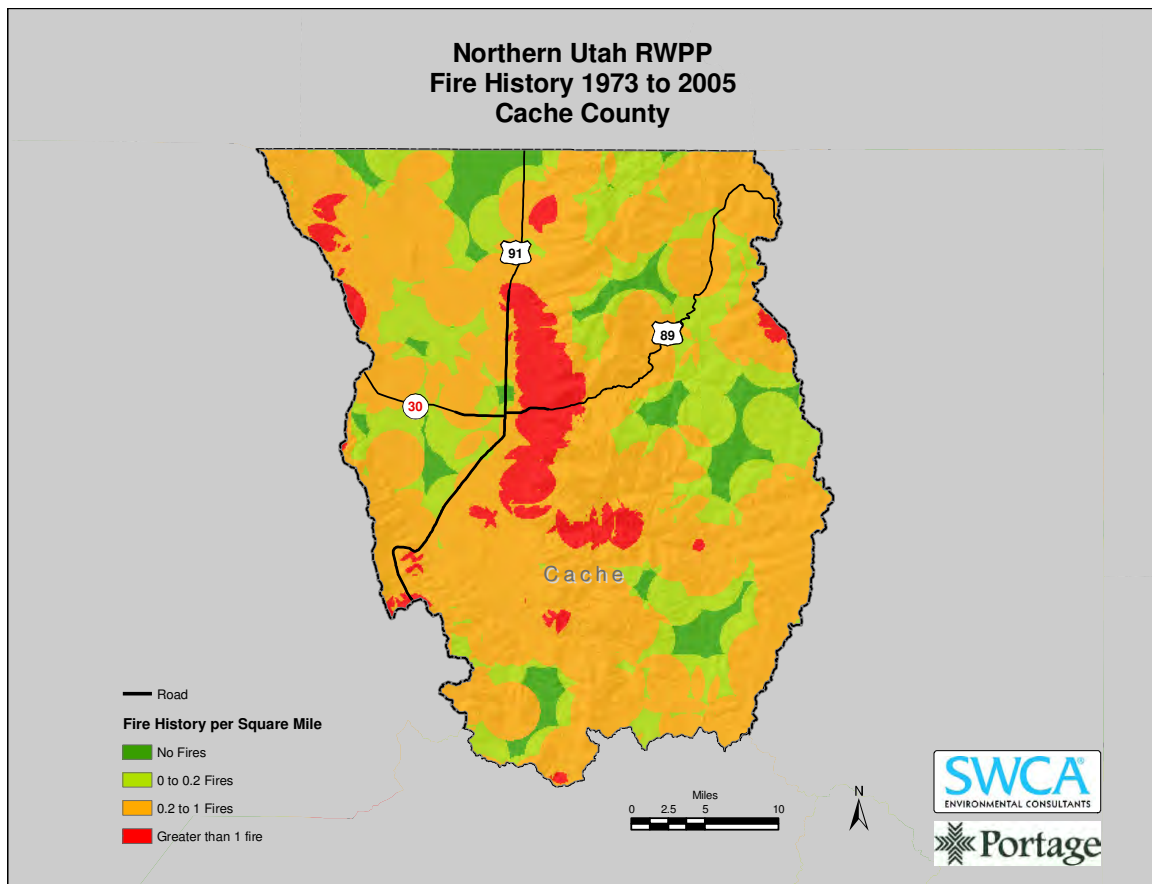 Northern Utah RWPP
Fire History 1973 to 2005
Cache County
91
89
30
Cache
Road
Fire History per Square Mile
No Fires
0 to 0.2 Fires
0.2 to 1 Fires
Greater than 1 fire
Miles
0 2.5 5 10
N
SWCA®
ENVIRONMENTAL CONSULTANTS
Portage